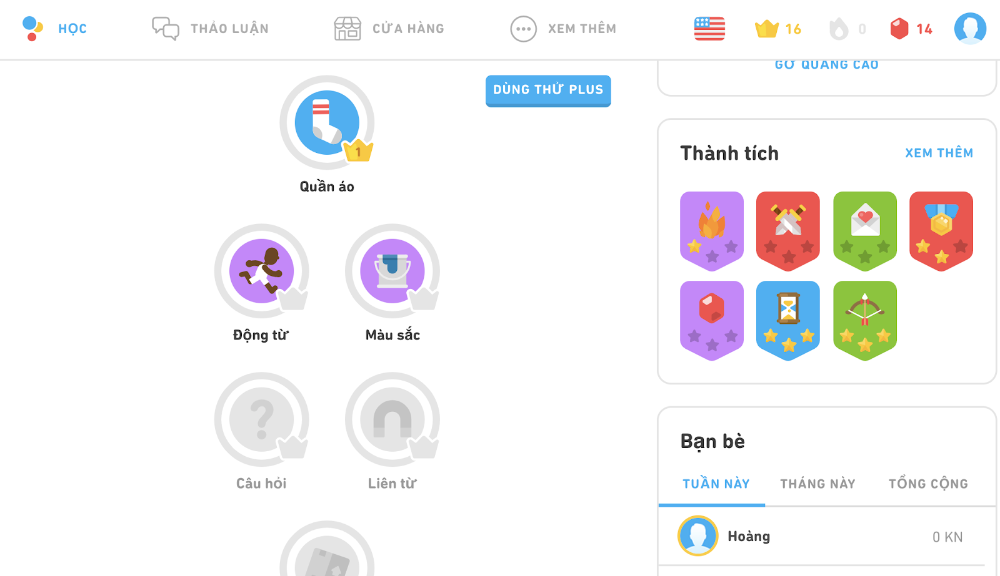 HỌC
THẢO LUẬN
CỬA HÀNG
XEM THÊM
16
0
14
GỠ QUẢNG CÁO
DÙNG THỬ PLUS
1
Quần áo
Động từ
Màu sắc
Câu hỏi
Liên từ
Thành tích
XEM THÊM
Bạn bè
TUẦN NÀY
THÁNG NÀY
TỔNG CỘNG
Hoàng
0 KN